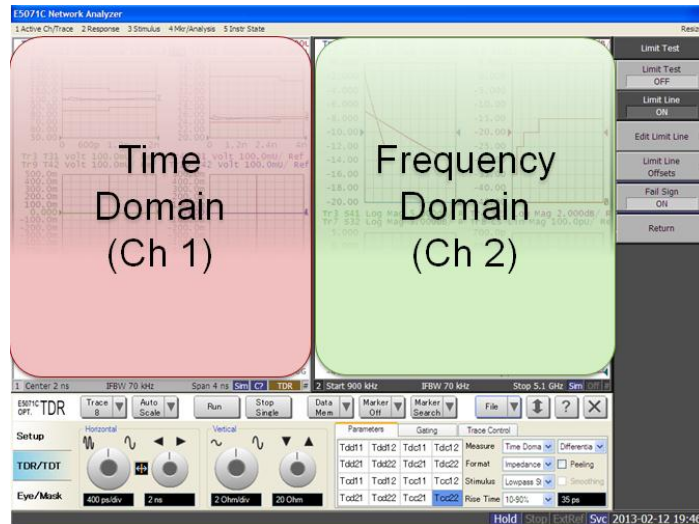 E5071C Network Analyzer
1 Active Ch/Trace 2 Response 3 Stimulus 4 Mkr/Analysis 5 Instr State
Resiz
Limit Test
Limit Test
OFF
Limit Line
ON
Edit Limit Line
Limit Line
Offsets
Fail Sign
ON
Return
Time
Domain
(Ch 1)
Frequency
Domain
(Ch 2)
1 Center 2 ns IFBW 70 kHz Span 4 ns Sim C? TDR
2 Start 900 kHz IFBW 70 kHz Stop 5.1 GHz Sim Off
E5071C
OPT. TDR
Trace
8
Auto
Scale
Run
Stop
Single
Data
Mem
Marker
Off
Marker
Search
File
?
Setup
TDR/TDT
Eye/Mask
Horizontal
400 ps/div
2 ns
Vertical
2 Ohm/div
20 Ohm
Parameters Gating Trace Control
Tdd11 Tdd12 Tdc11 Tdc12
Tdd21 Tdd22 Tdc21 Tdc22
Tcd11 Tcd12 Tcc11 Tcc12
Tcd21 Tcd22 Tcc21 Tcc22
Measure Time Doma Differentia
Format Impedance Peeling
Stimulus Lowpass St Smoothing
Rise Time 10-90% 35 ps
Hold Stop ExtRef Svc 2013-02-12 19:46